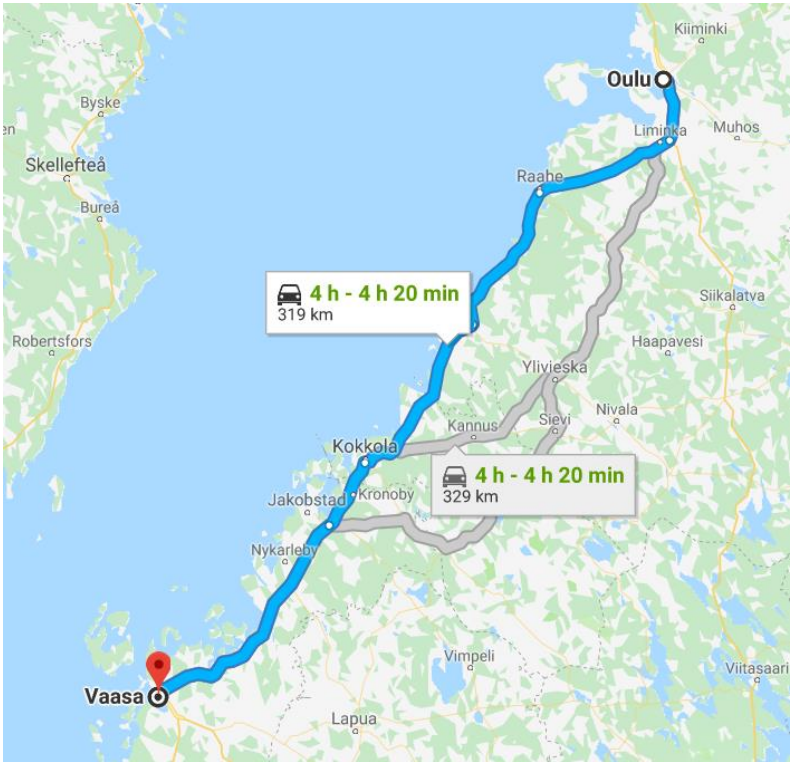 Kiiminki
Oulu
Byske
en
Liminka
Muhos
Skellefteå
Raahe
Bureå
4 h - 4 h 20 min
319 km
Siikalatva
Robertsfors
Haapavesi
Ylivieska
Nivala
Sievi
Kannus
Kokkola
4 h - 4 h 20 min
329 km
Kronoby
Jakobstad
Nykarleby
Vimpeli
Viitasaari
Vaasa
Lapua